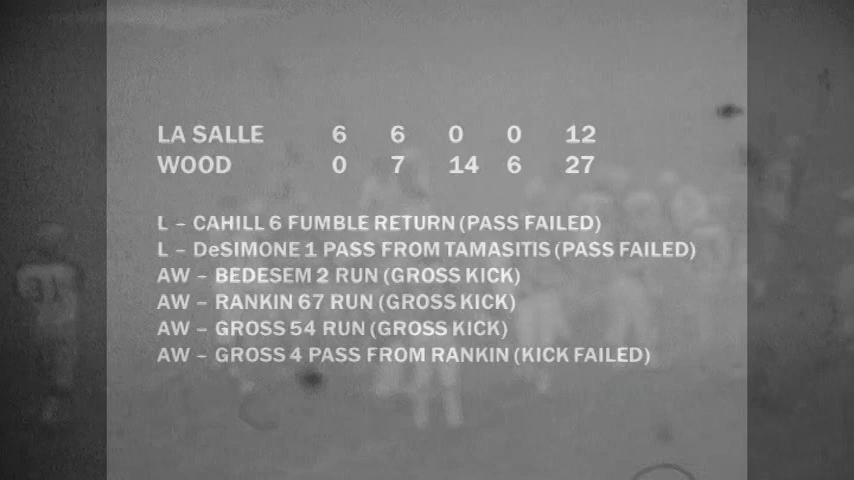 LA SALLE 6 6 0 0 12
WOOD 0 7 14 6 27
L – CAHILL 6 FUMBLE RETURN (PASS FAILED)
L – DeSIMONE 1 PASS FROM TAMASITIS (PASS FAILED)
AW – BEDESEM 2 RUN (GROSS KICK)
AW – RANKIN 67 RUN (GROSS KICK)
AW – GROSS 54 RUN (GROSS KICK)
AW – GROSS 4 PASS FROM RANKIN (KICK FAILED)
31